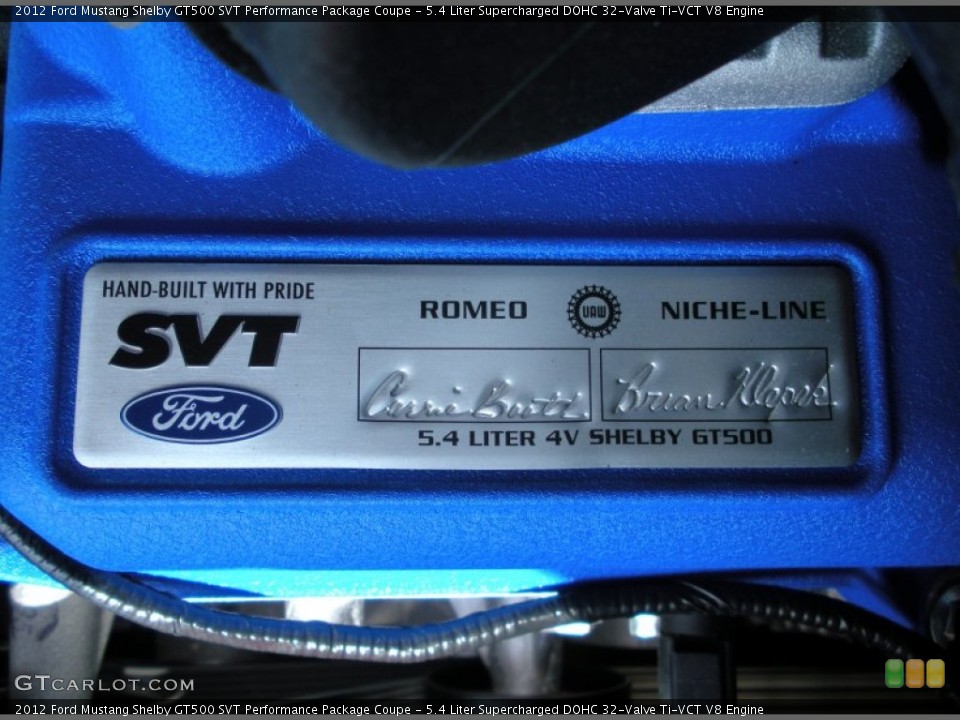 2012 Ford Mustang Shelby GT500 SVT Performance Package Coupe - 5.4 Liter Supercharged DOHC 32-Valve Ti-VCT V8 Engine
HAND-BUILT WITH PRIDE
SVT
Ford
ROMEO UAW NICHE-LINE
Brian
5.4 LITER 4V SHELBY GT500
GTCARLOT.COM
2012 Ford Mustang Shelby GT500 SVT Performance Package Coupe - 5.4 Liter Supercharged DOHC 32-Valve Ti-VCT V8 Engine